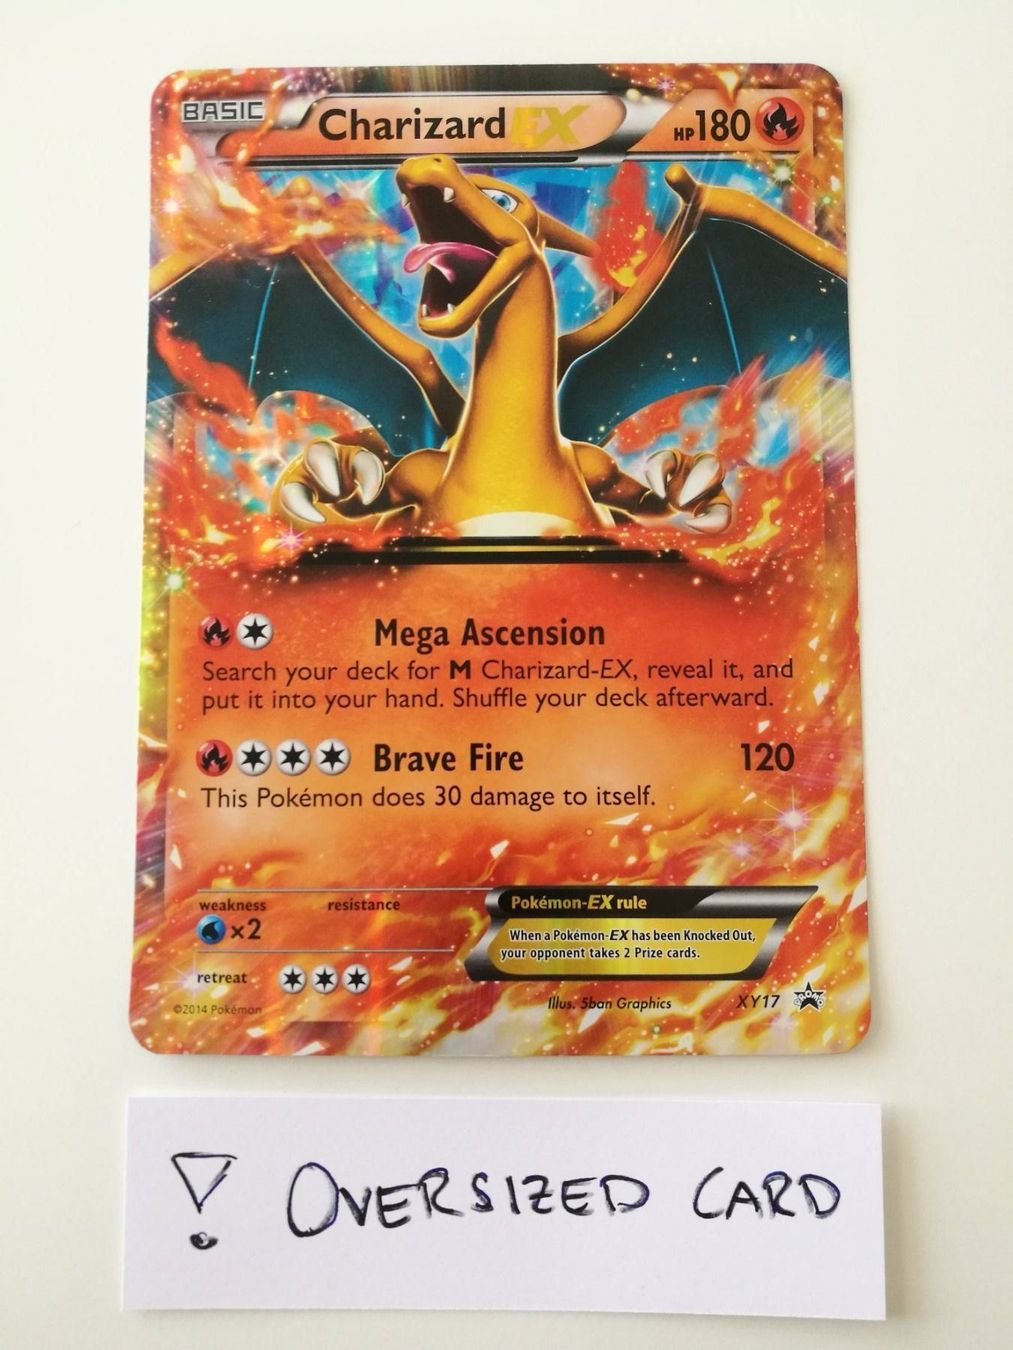 BASIC Charizard EX HP180
Mega Ascension
Search your deck for M Charizard-EX, reveal it, and
put it into your hand. Shuffle your deck afterward.
Brave Fire 120
This Pokémon does 30 damage to itself.
weakness resistance
×2
retreat
Pokémon-EX rule
When a Pokémon-EX has been Knocked Out,
your opponent takes 2 Prize cards.
©2014 Pokémon Illus. 5ban Graphics XY17 PROMO
! OVERSIZED CARD